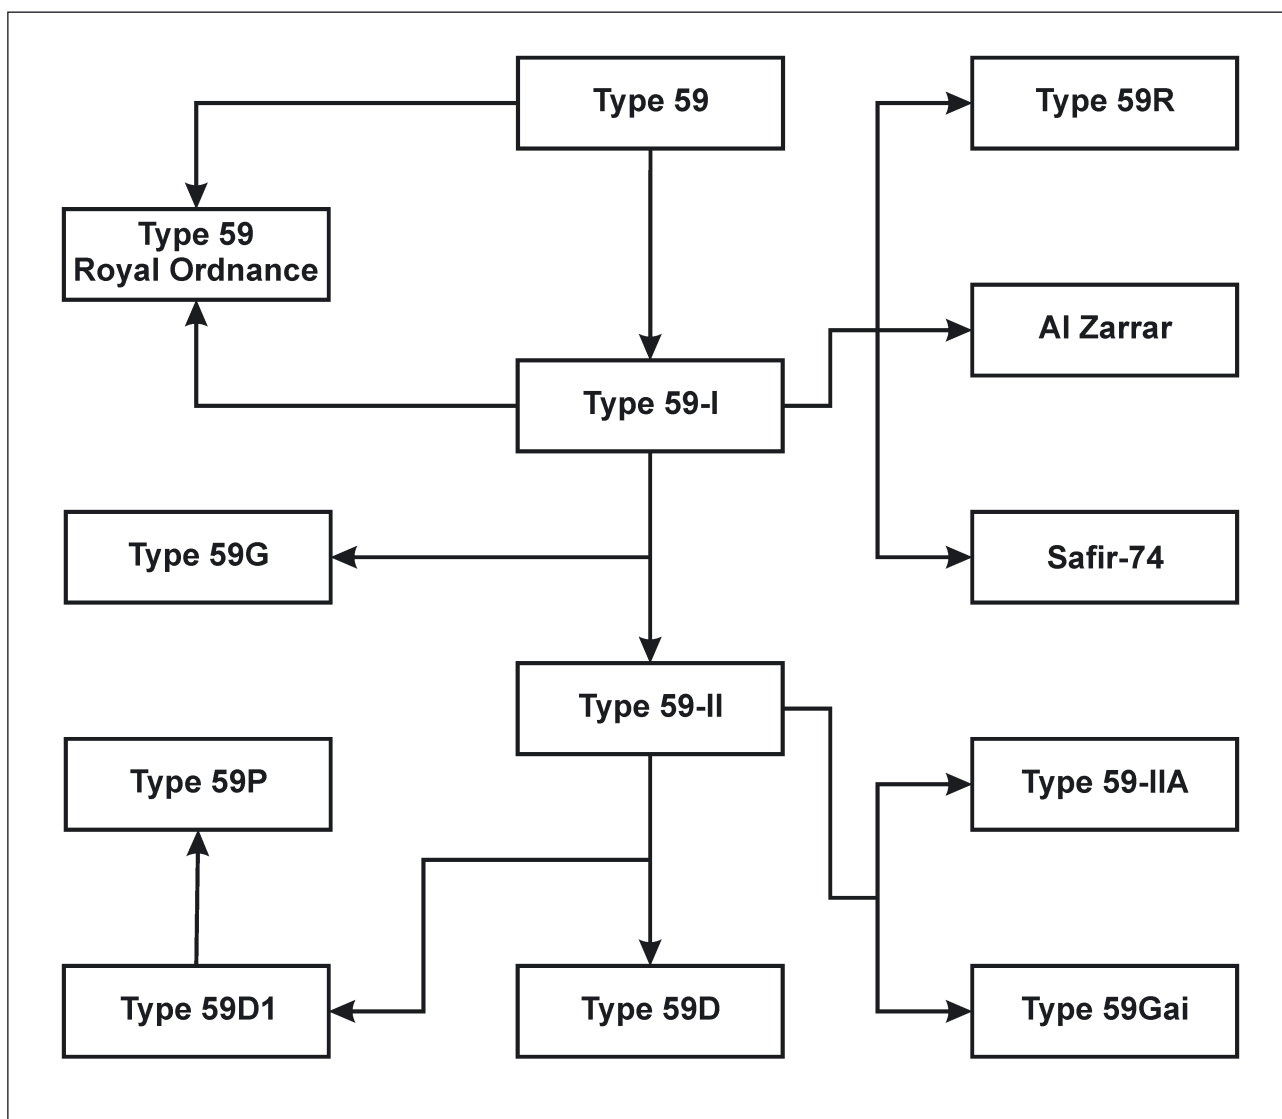 Type 59
Type 59R
Type 59
Royal Ordnance
Al Zarrar
Type 59-I
Type 59G
Safir-74
Type 59-II
Type 59P
Type 59-IIA
Type 59D1
Type 59D
Type 59Gai